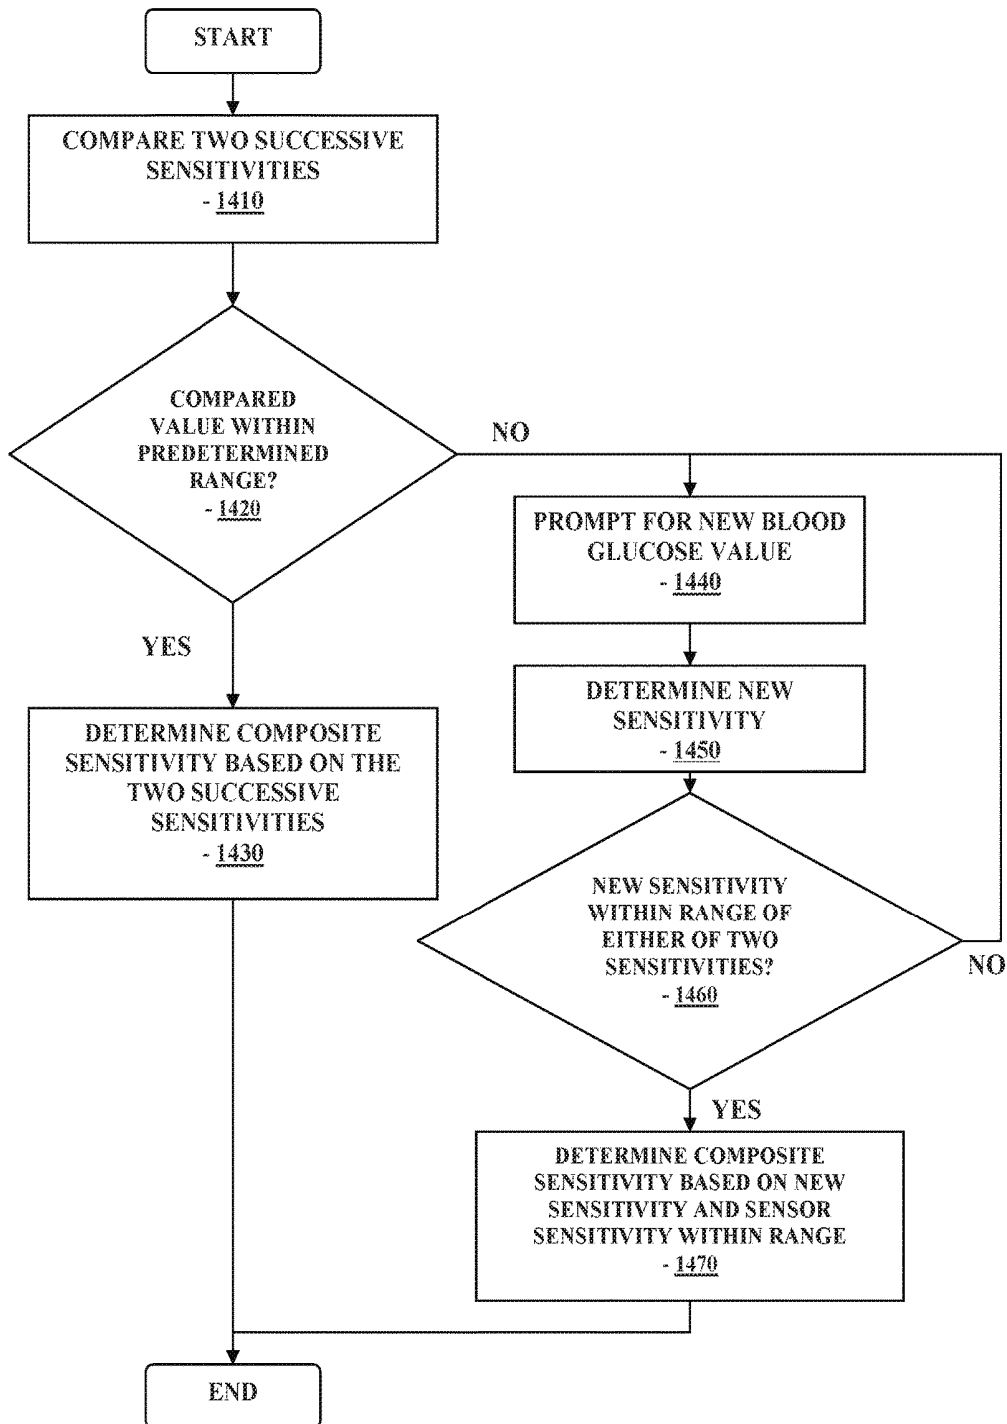 START
COMPARE TWO SUCCESSIVE
SENSITIVITIES
- 1410
COMPARED
VALUE WITHIN
PREDETERMINED
RANGE?
- 1420
NO
YES
PROMPT FOR NEW BLOOD
GLUCOSE VALUE
- 1440
DETERMINE NEW
SENSITIVITY
- 1450
DETERMINE COMPOSITE
SENSITIVITY BASED ON THE
TWO SUCCESSIVE
SENSITIVITIES
- 1430
NEW SENSITIVITY
WITHIN RANGE OF
EITHER OF TWO
SENSITIVITIES?
- 1460
NO
YES
DETERMINE COMPOSITE
SENSITIVITY BASED ON NEW
SENSITIVITY AND SENSOR
SENSITIVITY WITHIN RANGE
- 1470
END